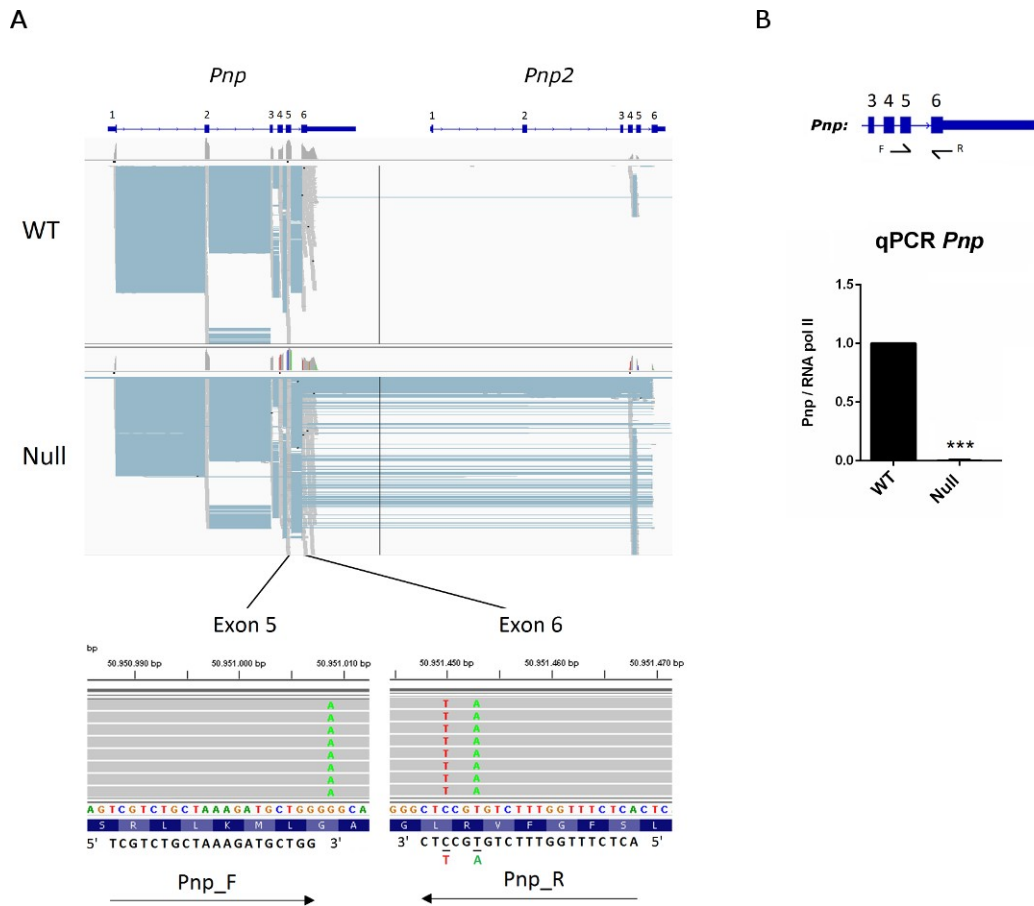 A
Pnp Pnp2
1 2 3 4 5 6 1 2 3 4 5 6
WT
Null
Exon 5 Exon 6
bp
50.950.990 bp 50.951.000 bp 50.951.010 bp
A
A
A
A
A
A
A
A
AGTCGTCTGCTAAAGATGCTGGGGGCA
S R L L K M L G A
5' TCGTCTGCTAAAGATGCTGG 3'
Pnp_F
50.951.450 bp 50.951.460 bp 50.951.470 bp
T A
T A
T A
T A
T A
T A
T A
T A
GGGCTCCGTGTCTTTGGTTTCTCACTC
G L R V F G F S L
3' CTCCGTGTCTTTGGTTTCTCA 5'
T A
Pnp_R
B
3 4 5 6
Pnp:
F R
qPCR Pnp
Pnp / RNA pol II
1.5
1.0
0.5
0.0
***
WT Null